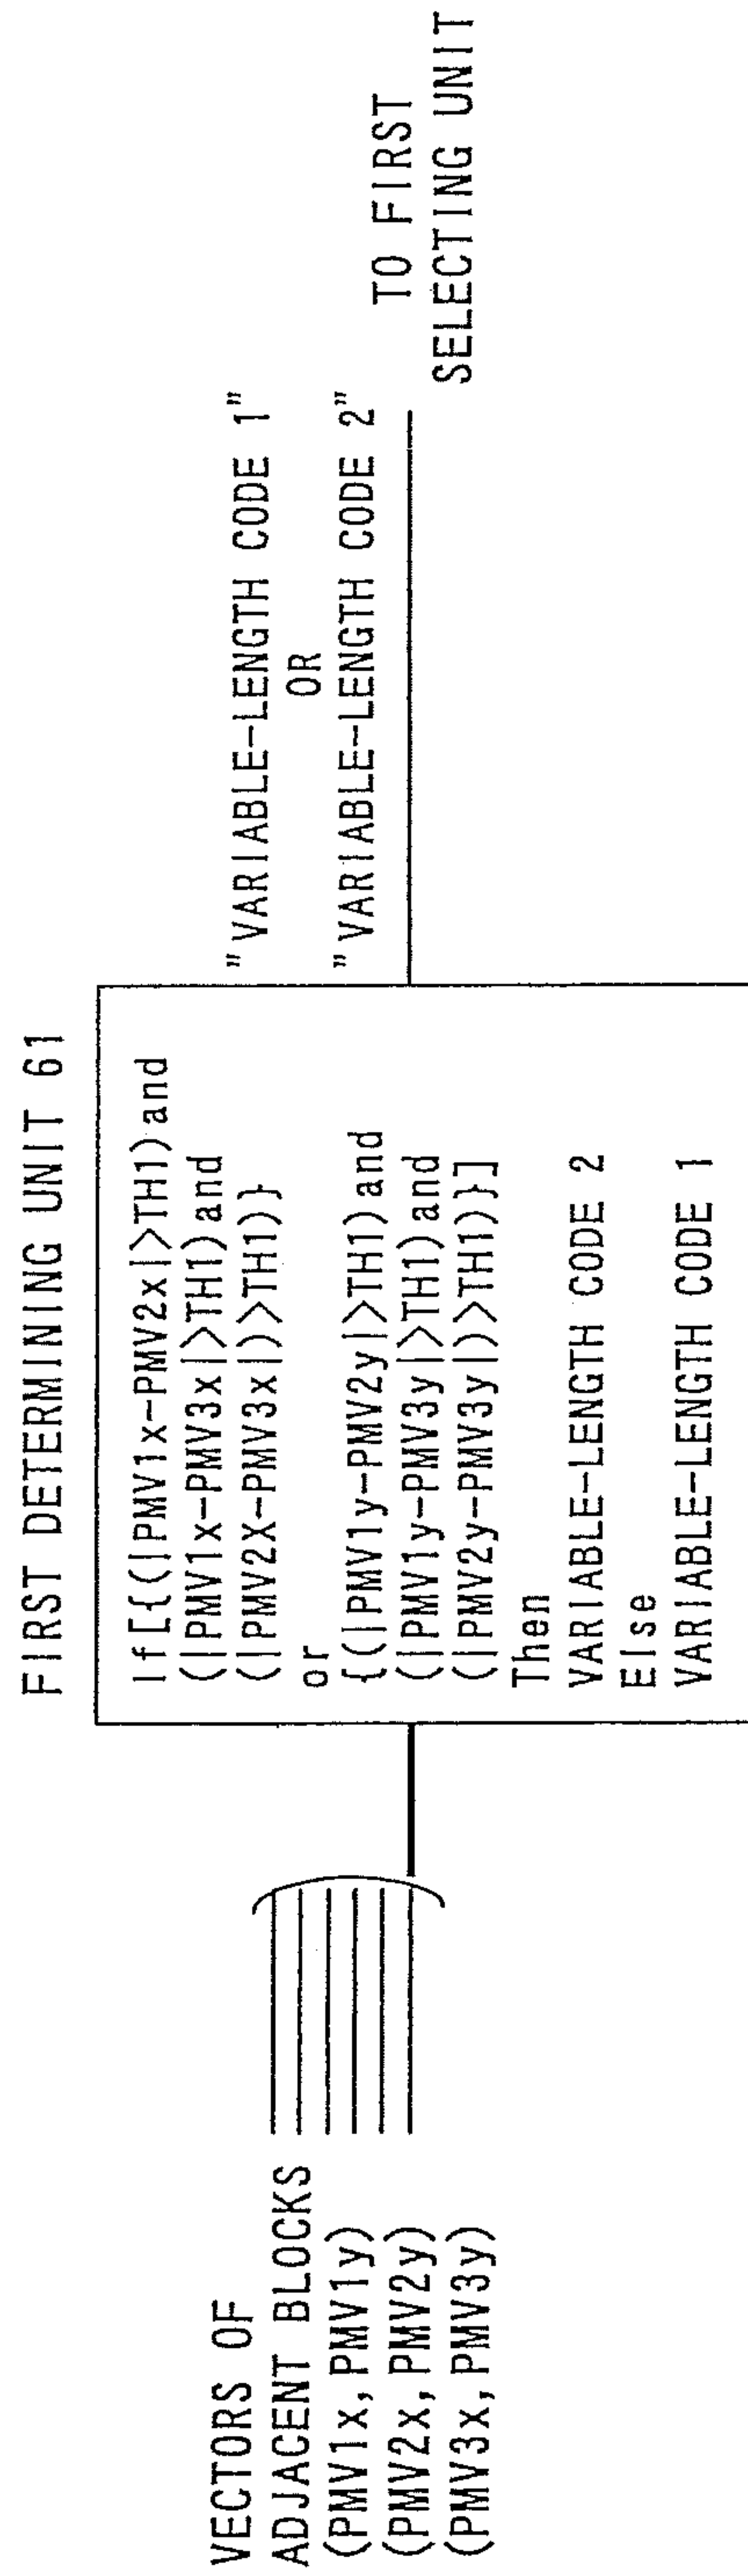 FIRST DETERMINING UNIT 61
VECTORS OF
ADJACENT BLOCKS
(PMV1x, PMV1y)
(PMV2x, PMV2y)
(PMV3x, PMV3y)
If[{(|PMV1x-PMV2x|>TH1)and
(|PMV1x-PMV3x|>TH1)and
(|PMV2X-PMV3x|)>TH1)}
or
{(|PMV1y-PMV2y|>TH1)and
(|PMV1y-PMV3y|>TH1)and
(|PMV2y-PMV3y|)>TH1)}]
Then
VARIABLE-LENGTH CODE 2
Else
VARIABLE-LENGTH CODE 1
"VARIABLE-LENGTH CODE 1"
OR
"VARIABLE-LENGTH CODE 2"
TO FIRST
SELECTING UNIT